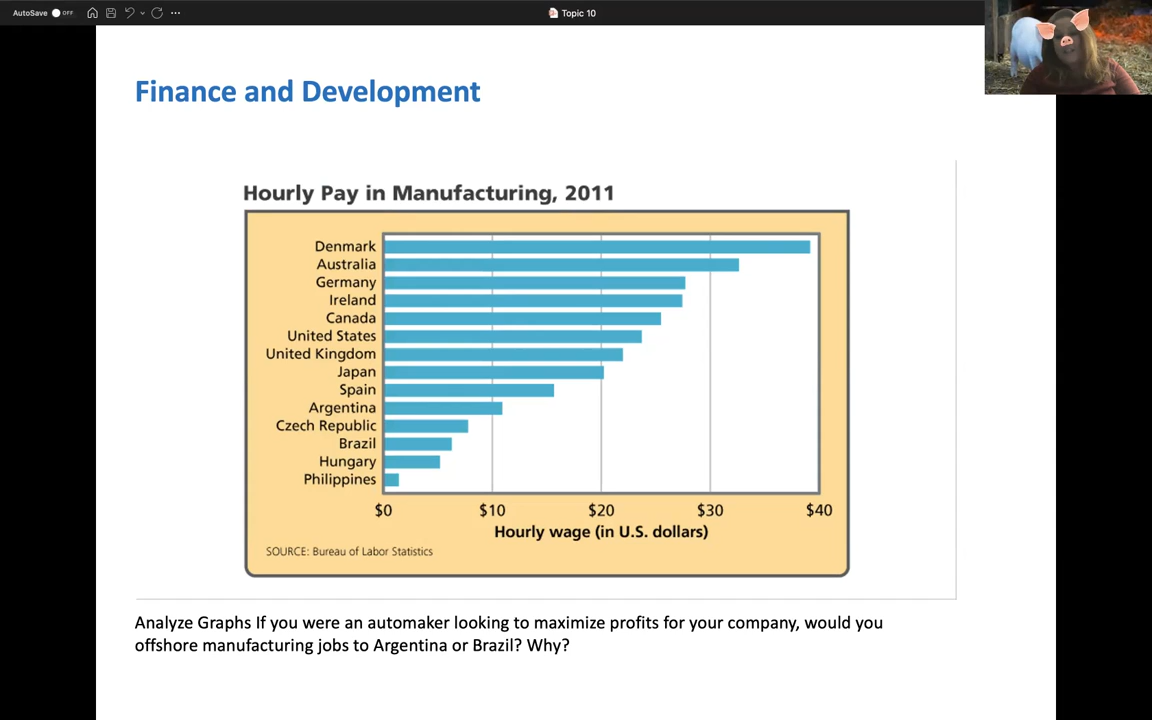 AutoSave OFF
Topic 10
Finance and Development
Hourly Pay in Manufacturing, 2011
Denmark
Australia
Germany
Ireland
Canada
United States
United Kingdom
Japan
Spain
Argentina
Czech Republic
Brazil
Hungary
Philippines
$0 $10 $20 $30 $40
Hourly wage (in U.S. dollars)
SOURCE: Bureau of Labor Statistics
Analyze Graphs If you were an automaker looking to maximize profits for your company, would you
offshore manufacturing jobs to Argentina or Brazil? Why?